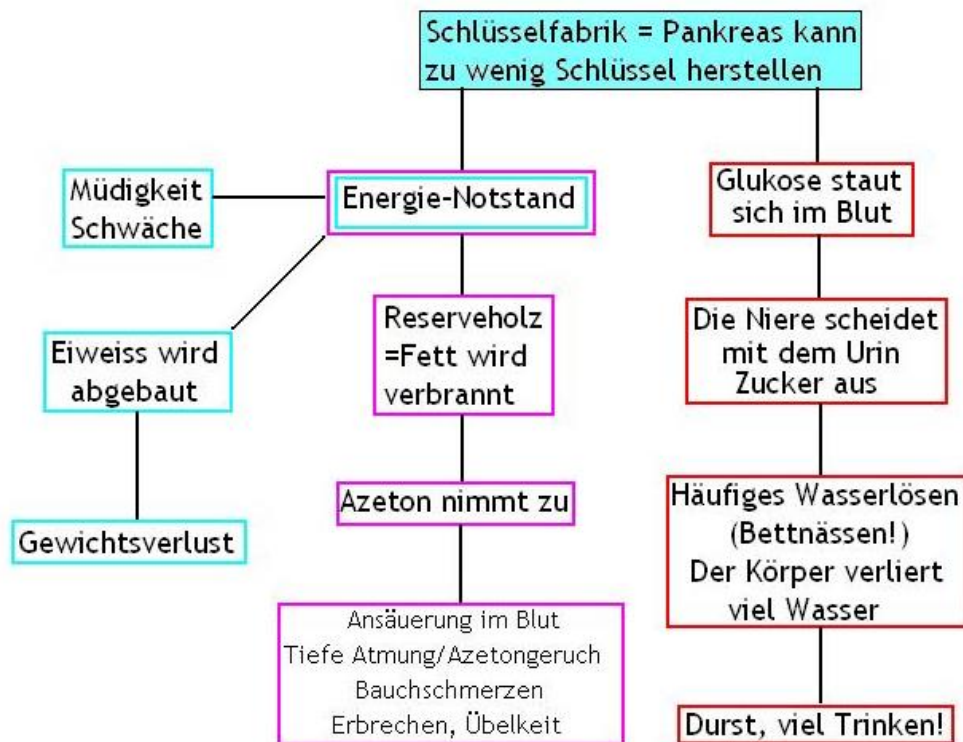 Schlüsselfabrik = Pankreas kann
zu wenig Schlüssel herstellen
Müdigkeit
Schwäche
Energie-Notstand
Glukose staut
sich im Blut
Eiweiss wird
abgebaut
Reserveholz
=Fett wird
verbrannt
Die Niere scheidet
mit dem Urin
Zucker aus
Gewichtsverlust
Azeton nimmt zu
Häufiges Wasserlösen
(Bettnässen!)
Der Körper verliert
viel Wasser
Ansäuerung im Blut
Tiefe Atmung/Azetongeruch
Bauchschmerzen
Erbrechen, Übelkeit
Durst, viel Trinken!